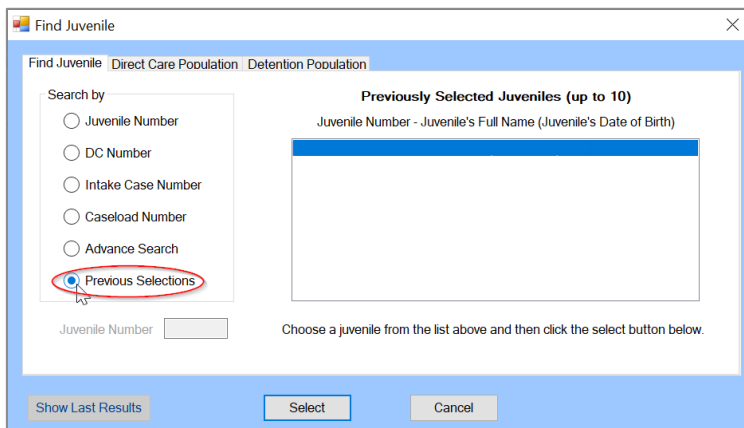 Find Juvenile
Find Juvenile Direct Care Population Detention Population
Search by
Juvenile Number
DC Number
Intake Case Number
Caseload Number
Advance Search
Previous Selections
Juvenile Number
Previously Selected Juveniles (up to 10)
Juvenile Number - Juvenile's Full Name (Juvenile's Date of Birth)
Choose a juvenile from the list above and then click the select button below.
Show Last Results Select Cancel